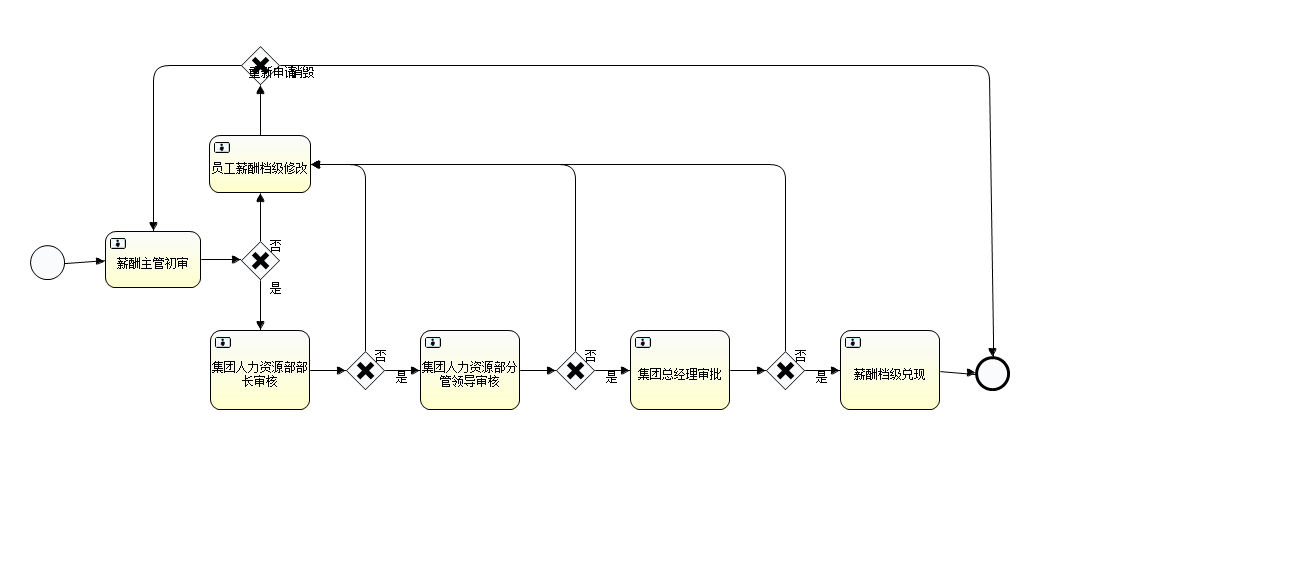 重新申请
销毁
员工薪酬档级修改
否
薪酬主管初审
是
集团人力资源部部
长审核
否
是
集团人力资源部分
管领导审核
否
是
集团总经理审批
否
是
薪酬档级兑现